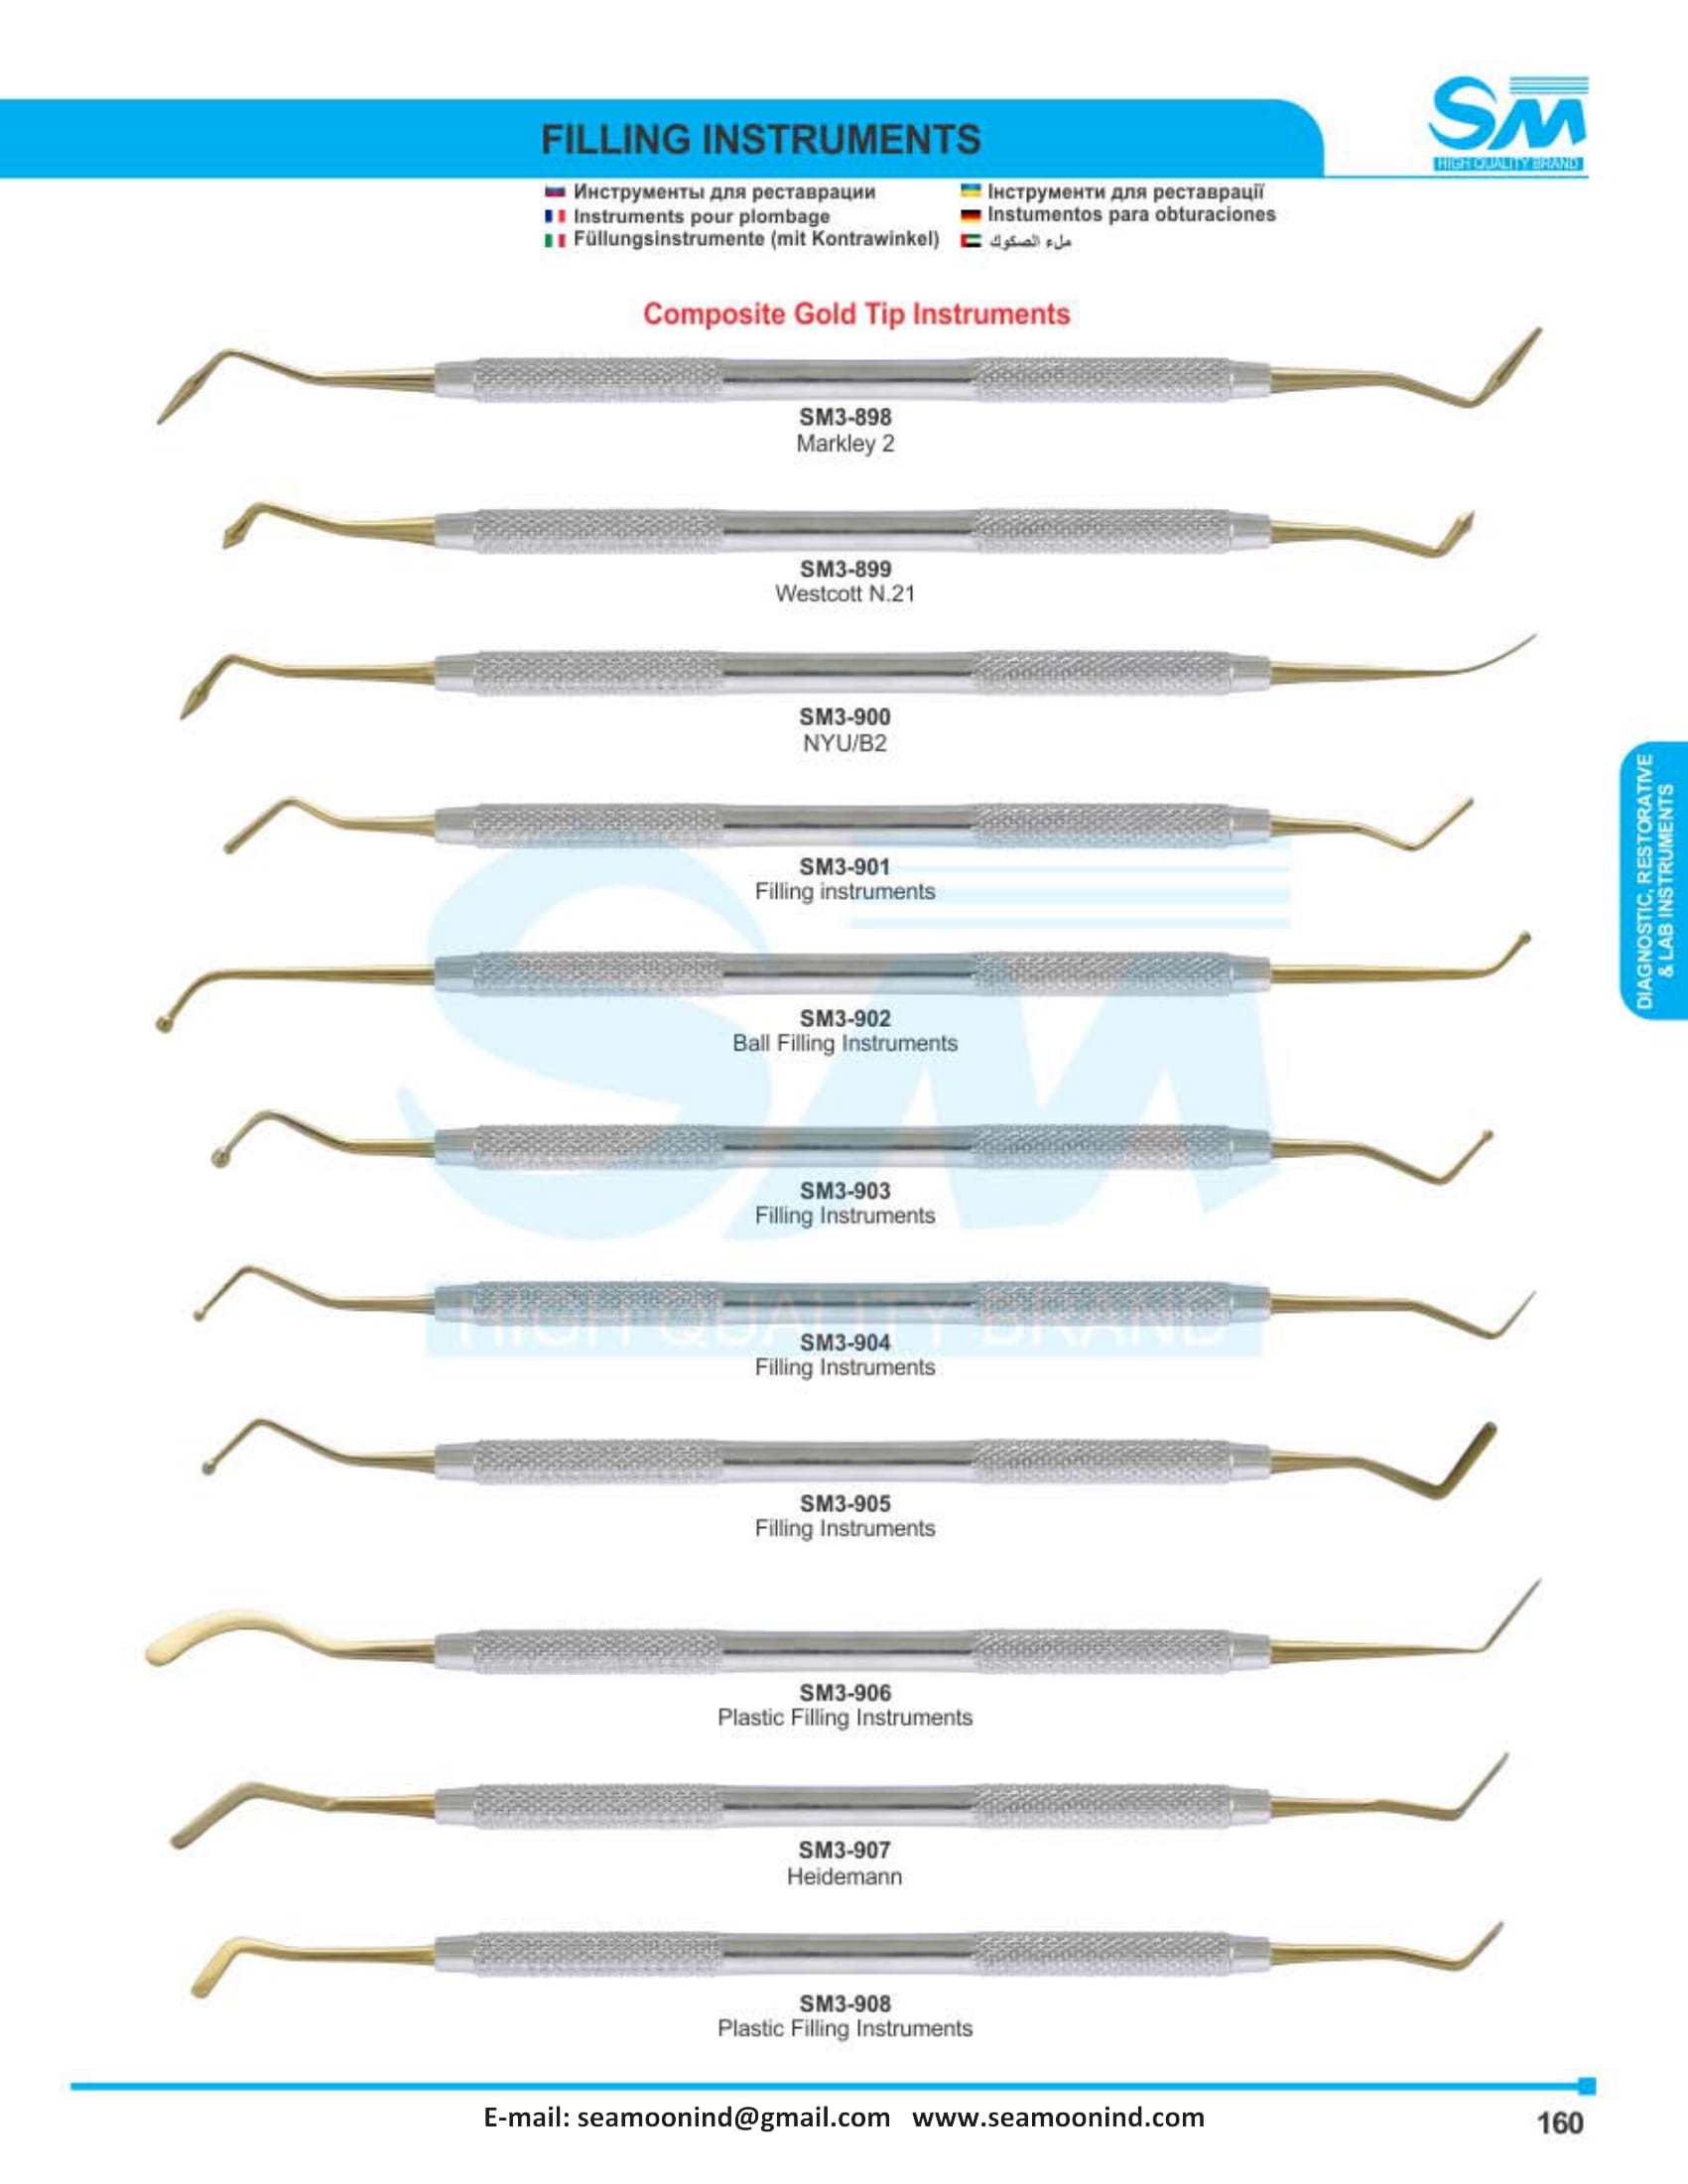 SM
HIGH QUALITY BRAND
FILLING INSTRUMENTS
Инструменты для реставрации
Інструменти для реставрації
Instruments pour plombage
Instumentos para obturaciones
Füllungsinstrumente (mit Kontrawinkel)
ملء الصكوك
Composite Gold Tip Instruments
SM3-898
Markley 2
SM3-899
Westcott N.21
SM3-900
NYU/B2
DIAGNOSTIC, RESTORATIVE
& LAB INSTRUMENTS
SM3-901
Filling instruments
SM3-902
Ball Filling Instruments
SM3-903
Filling Instruments
SM
HIGH QUALITY BRAND
SM3-904
Filling Instruments
SM3-905
Filling Instruments
SM3-906
Plastic Filling Instruments
SM3-907
Heidemann
SM3-908
Plastic Filling Instruments
E-mail: seamoonind@gmail.com www.seamoonind.com
160